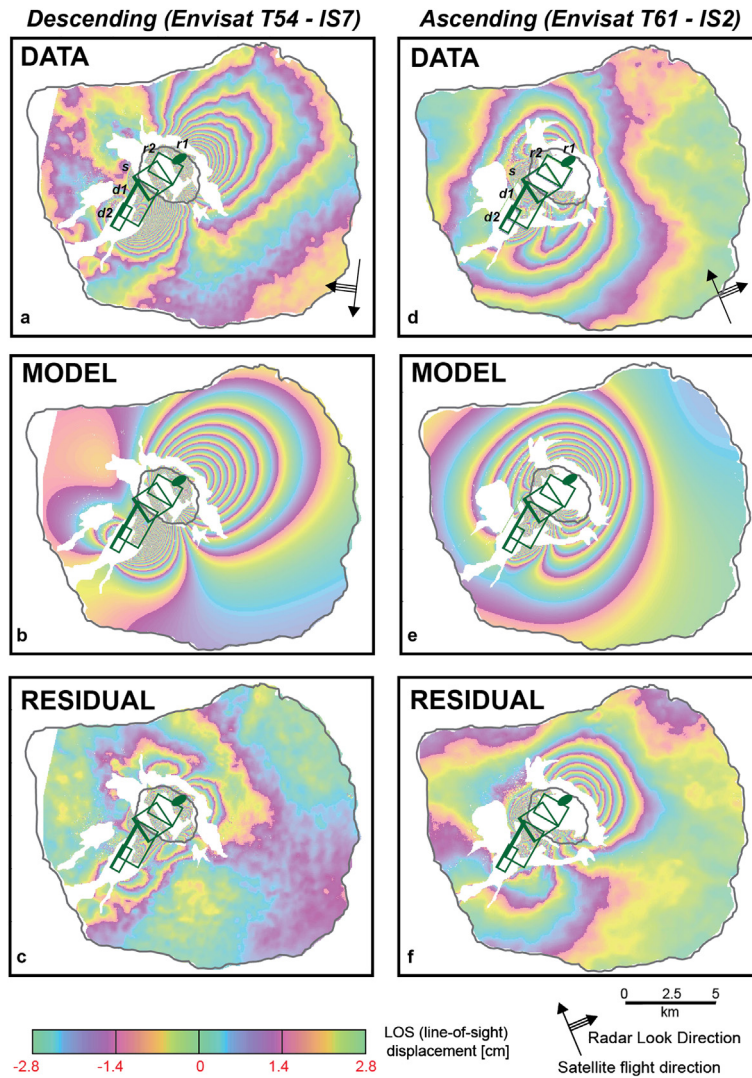 Descending (Envisat T54 - IS7)
Ascending (Envisat T61 - IS2)
DATA
r2 r1
s
d1
d2
a
DATA
r2 r1
s
d1
d2
d
MODEL
b
MODEL
e
RESIDUAL
c
RESIDUAL
f
-2.8 -1.4 0 1.4 2.8
LOS (line-of-sight)
displacement [cm]
0 2.5 5
km
Radar Look Direction
Satellite flight direction